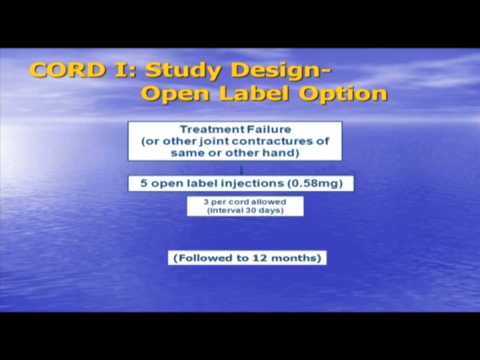 CORD I: Study Design-
Open Label Option
Treatment Failure
(or other joint contractures of
same or other hand)
5 open label injections (0.58mg)
3 per cord allowed
(interval 30 days)
(Followed to 12 months)